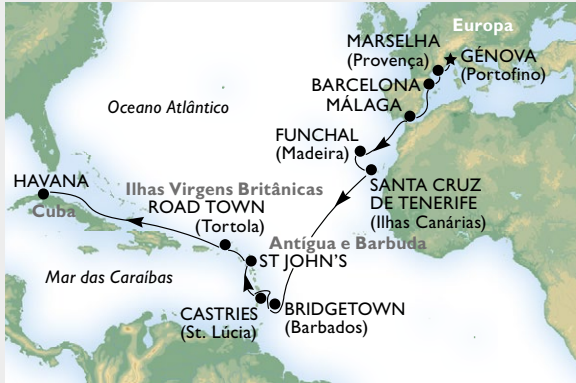 Europa
MARSELHA
(Provença)
GÉNOVA
(Portofino)
BARCELONA
MÁLAGA
Oceano Atlântico
FUNCHAL
(Madeira)
SANTA CRUZ
DE TENERIFE
(Ilhas Canárias)
HAVANA
Cuba
Ilhas Virgens Britânicas
ROAD TOWN
(Tortola)
Antígua e Barbuda
ST JOHN'S
Mar das Caraíbas
CASTRIES
(St. Lúcia)
BRIDGETOWN
(Barbados)